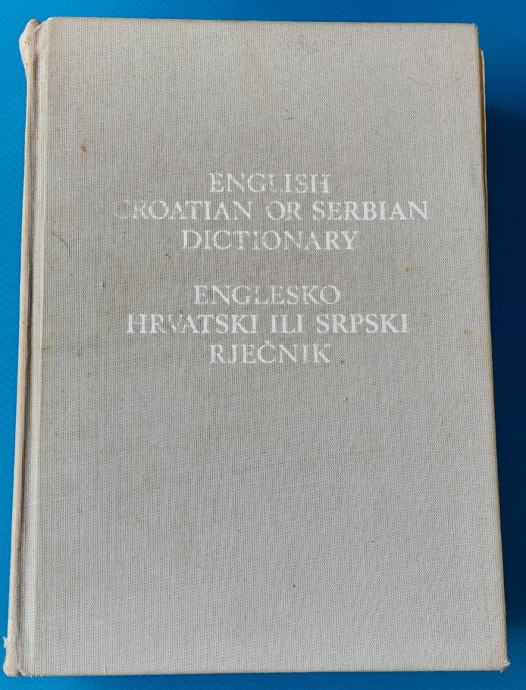 ENGLISH
CROATIAN OR SERBIAN
DICTIONARY
ENGLESKO
HRVATSKI ILI SRPSKI
RJEČNIK